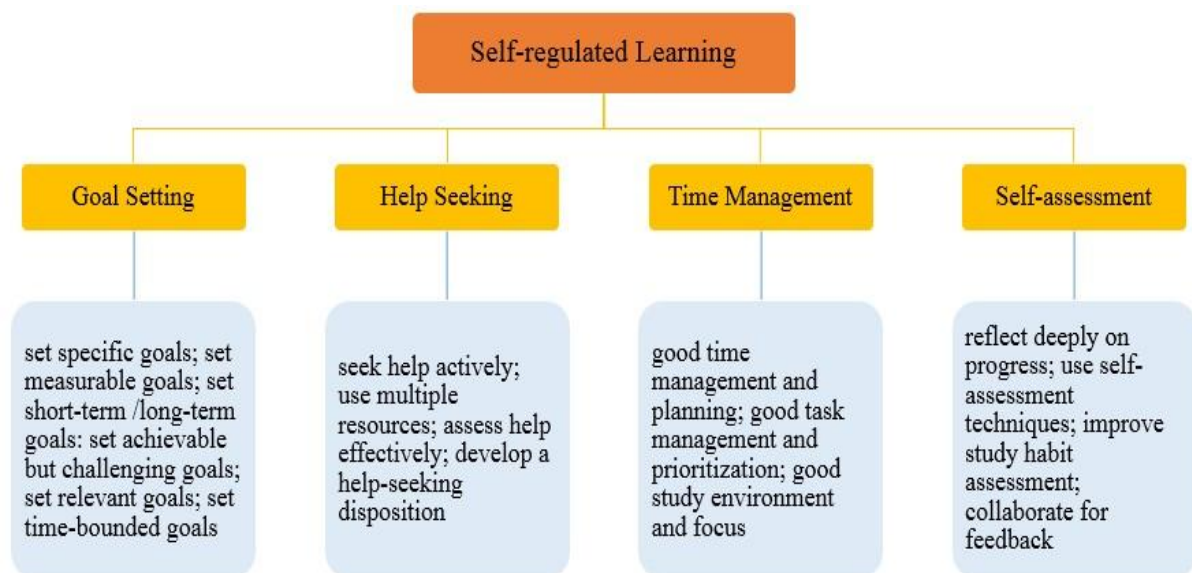 Self-regulated Learning
Goal Setting
Help Seeking
Time Management
Self-assessment
set specific goals; set
measurable goals; set
short-term /long-term
goals: set achievable
but challenging goals;
set relevant goals; set
time-bounded goals
seek help actively;
use multiple
resources; assess help
effectively; develop a
help-seeking
disposition
good time
management and
planning; good task
management and
prioritization; good
study environment
and focus
reflect deeply on
progress; use self-
assessment
techniques; improve
study habit
assessment;
collaborate for
feedback